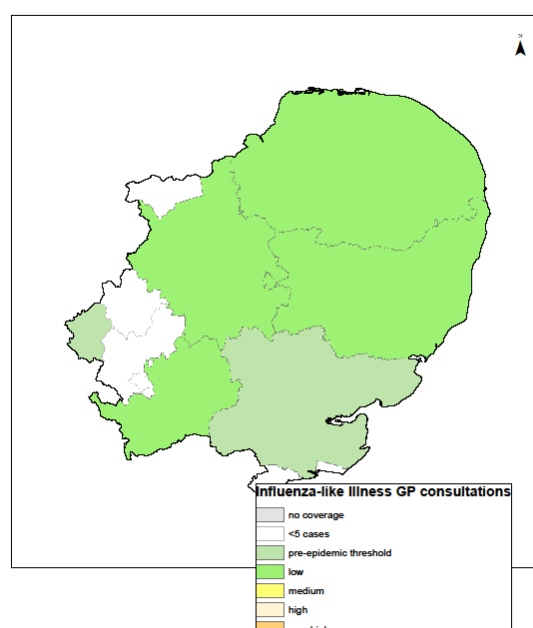 N
Influenza-like Illness GP consultations
no coverage
<5 cases
pre-epidemic threshold
low
medium
high